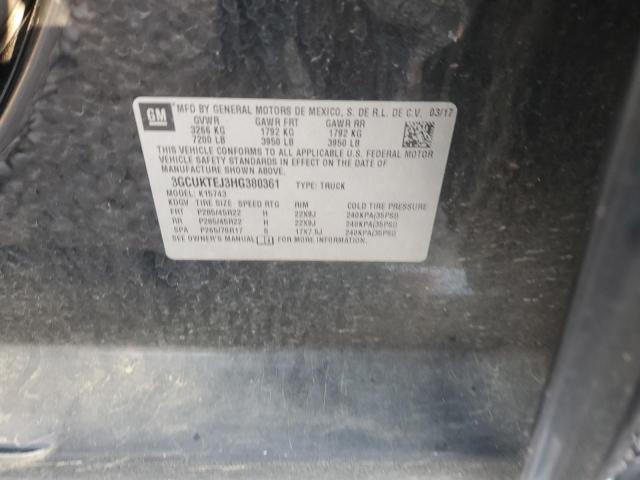 GM
MFD BY GENERAL MOTORS DE MEXICO, S. DE R.L. DE C.V. 03/17
GVWR GAWR FRT GAWR RR
3266 KG 1792 KG 1792 KG
7200 LB 3950 LB 3950 LB
THIS VEHICLE CONFORMS TO ALL APPLICABLE U.S. FEDERAL MOTOR
VEHICLE SAFETY STANDARDS IN EFFECT ON THE DATE OF
MANUFACTURE SHOWN ABOVE.
3GCUKTEJ3HG380361 TYPE: TRUCK
MODEL: K15743
KDGV TIRE SIZE SPEED RTG RIM COLD TIRE PRESSURE
FRT P285/45R22 H 22X9J 240KPA(35PSI)
RR P285/45R22 H 22X9J 240KPA(35PSI)
SPA P265/70R17 S 17X7.5J 240KPA(35PSI)
SEE OWNER'S MANUAL FOR MORE INFORMATION.